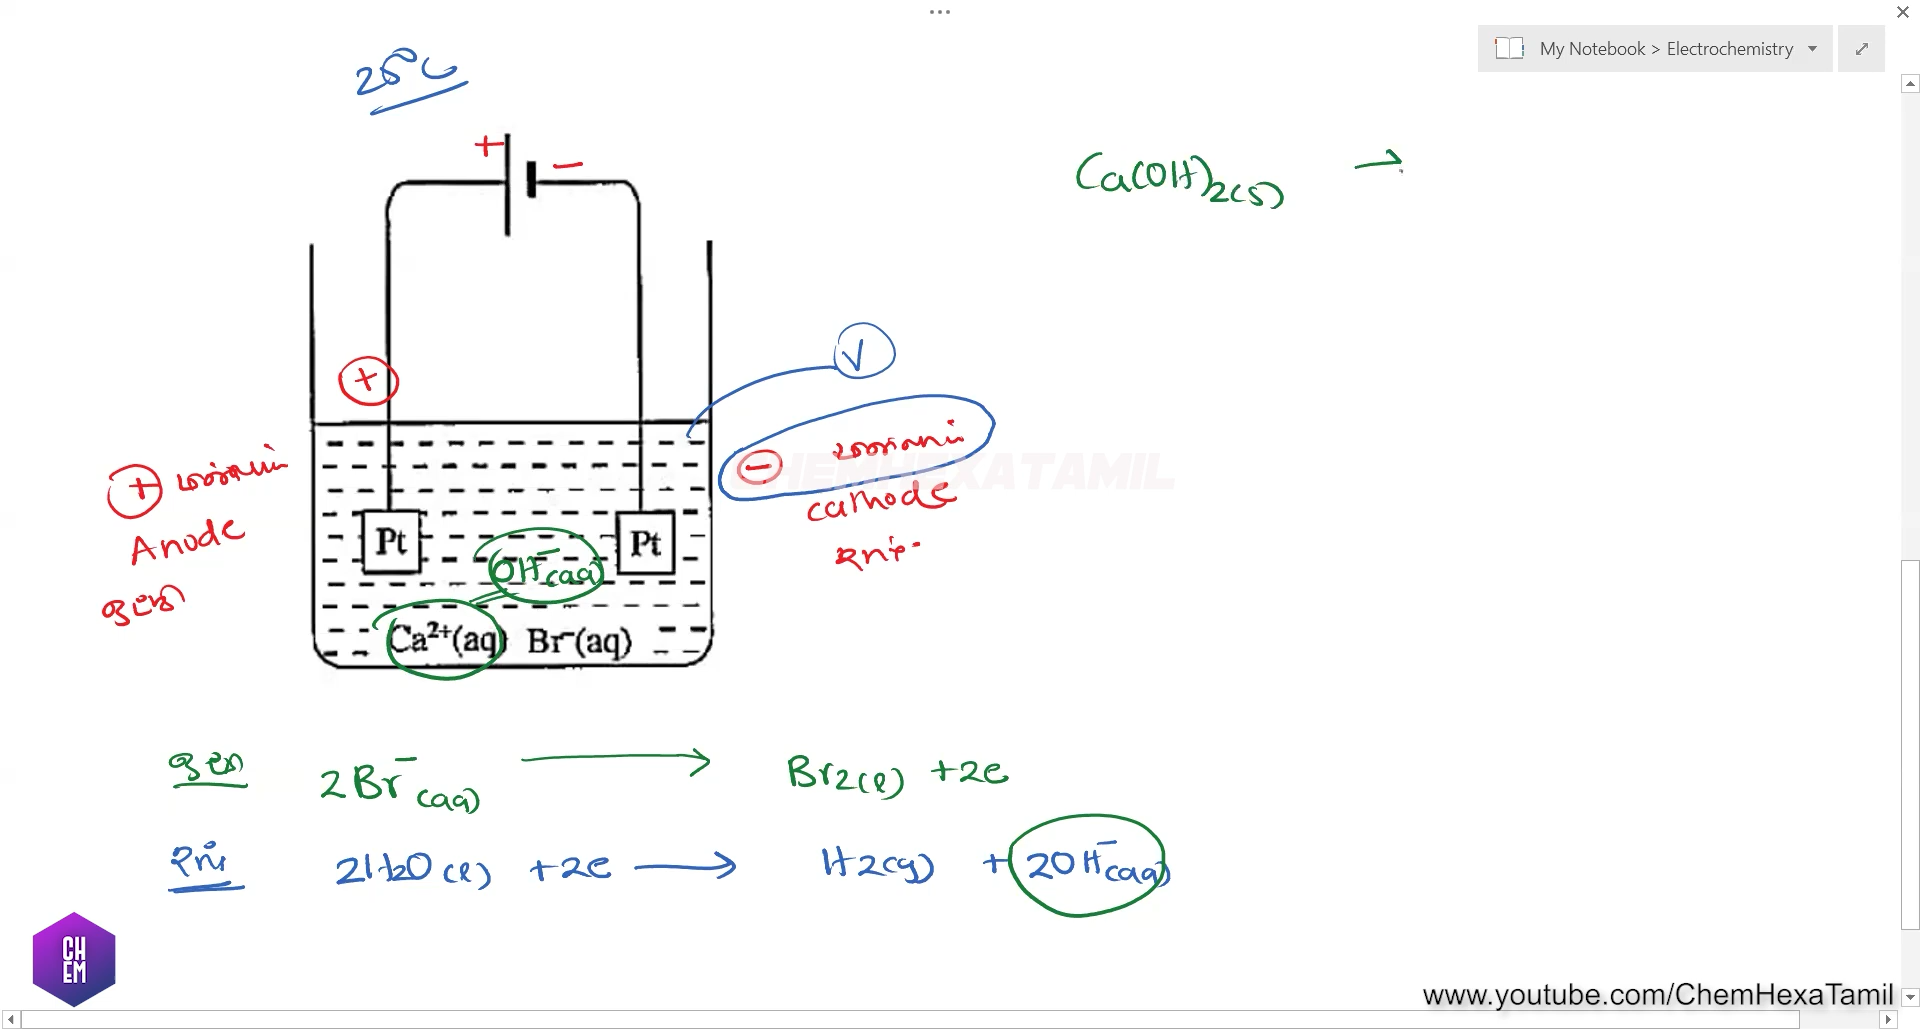 My Notebook > Electrochemistry
25°C
+ −
Ca(OH)2(s) →
+
V
−
CHEMHEXATAMIL
+
cathode
Anode
Pt Pt
OH⁻(aq)
Ca²⁺(aq) Br⁻(aq)
2Br⁻(aq) → Br2(l) +2e
2H2O(l) +2e → H2(g) + 2OH⁻(aq)
CH
EM
www.youtube.com/ChemHexaTamil